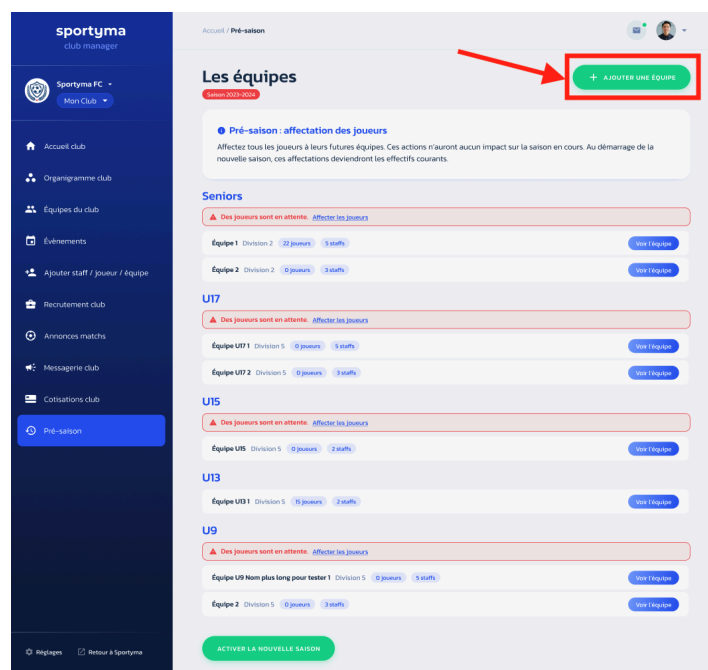 sportyma
club manager
Sportyma FC
Mon Club
Accueil club
Organigramme club
Équipes du club
Évènements
Ajouter staff / joueur / équipe
Recrutement club
Annonces matchs
Messagerie club
Cotisations club
Pré-saison
Réglages
Retour à Sportyma
Accueil / Pré-saison
Les équipes
Saison 2023-2024
+ AJOUTER UNE ÉQUIPE
Pré-saison : affectation des joueurs
Affectez tous les joueurs à leurs futures équipes. Ces actions n'auront aucun impact sur la saison en cours. Au démarrage de la
nouvelle saison, ces affectations deviendront les effectifs courants.
Seniors
Des joueurs sont en attente. Affecter les joueurs
Équipe 1 Division 2 22 joueurs 5 staffs Voir l'équipe
Équipe 2 Division 2 0 joueurs 3 staffs Voir l'équipe
U17
Des joueurs sont en attente. Affecter les joueurs
Équipe U17 1 Division 5 0 joueurs 5 staffs Voir l'équipe
Équipe U17 2 Division 5 0 joueurs 3 staffs Voir l'équipe
U15
Des joueurs sont en attente. Affecter les joueurs
Équipe U15 Division 5 0 joueurs 2 staffs Voir l'équipe
U13
Équipe U13 1 Division 5 15 joueurs 2 staffs Voir l'équipe
U9
Des joueurs sont en attente. Affecter les joueurs
Équipe U9 Nom plus long pour tester 1 Division 5 0 joueurs 5 staffs Voir l'équipe
Équipe 2 Division 5 0 joueurs 3 staffs Voir l'équipe
ACTIVER LA NOUVELLE SAISON